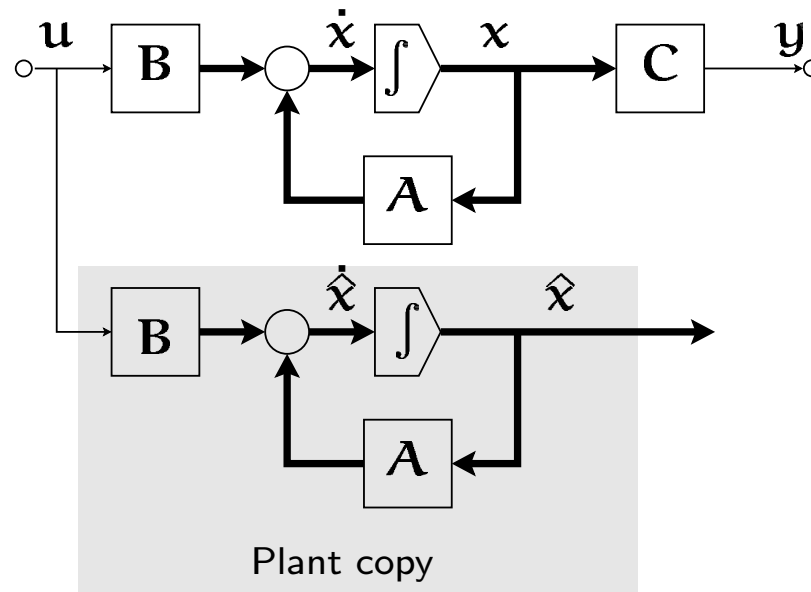 u ẋ x y
B ∫ C
A
x̂̇ x̂
B ∫
A
Plant copy